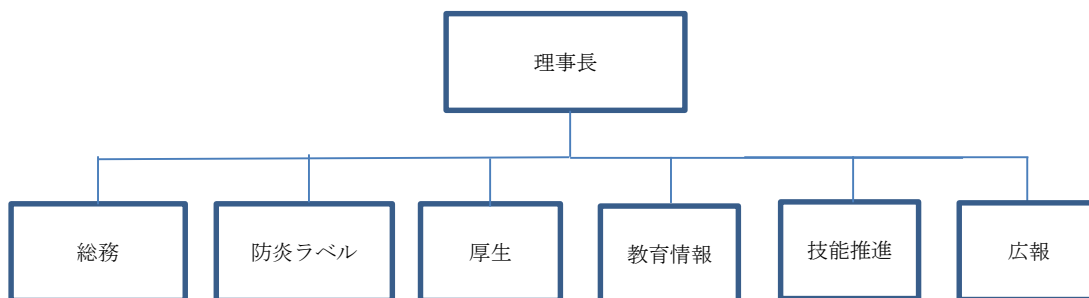 理事長
総務
防炎ラベル
厚生
教育情報
技能推進
広報